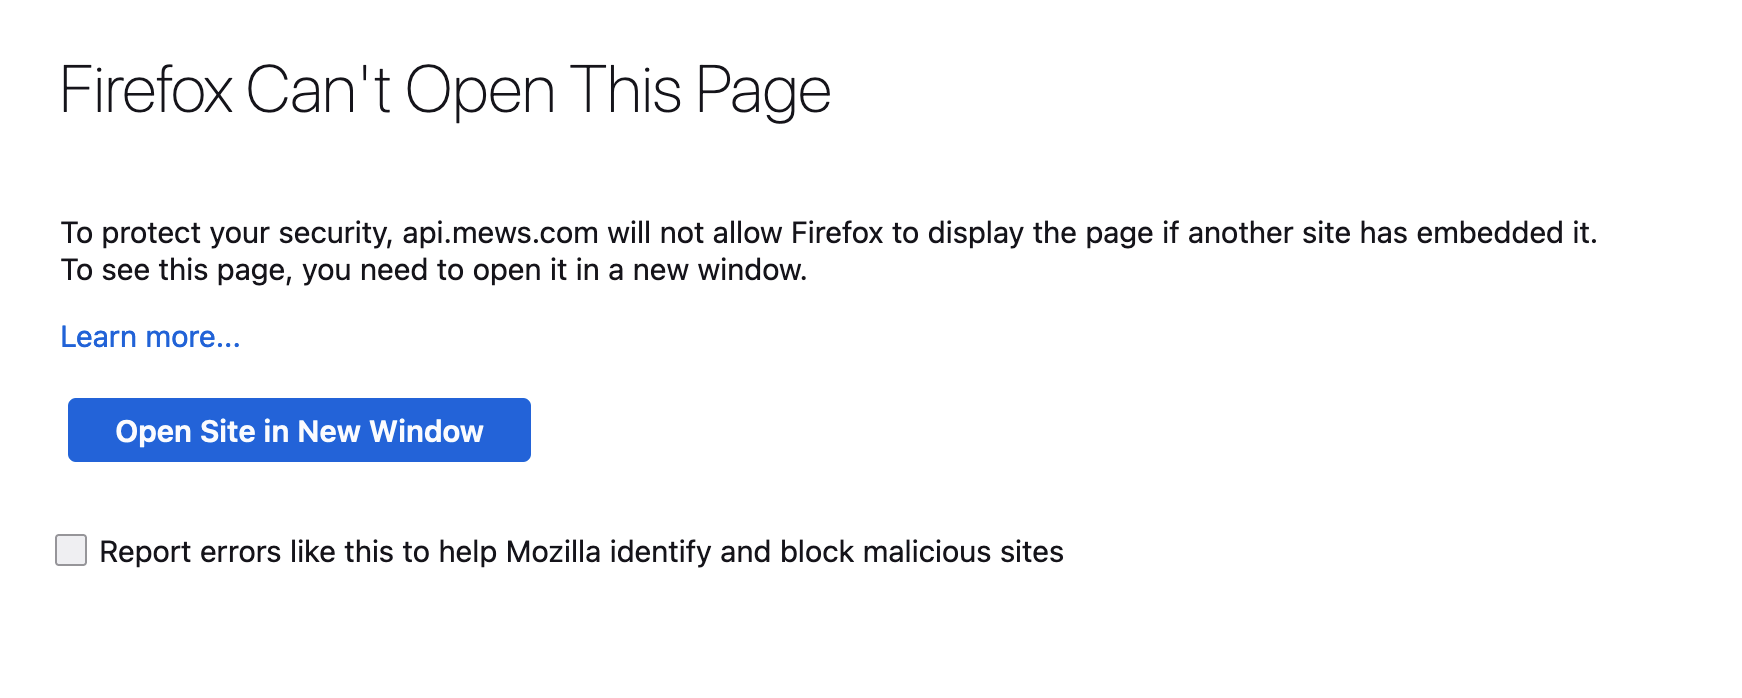 Firefox Can't Open This Page
To protect your security, api.mews.com will not allow Firefox to display the page if another site has embedded it.
To see this page, you need to open it in a new window.
Learn more...
Open Site in New Window
Report errors like this to help Mozilla identify and block malicious sites